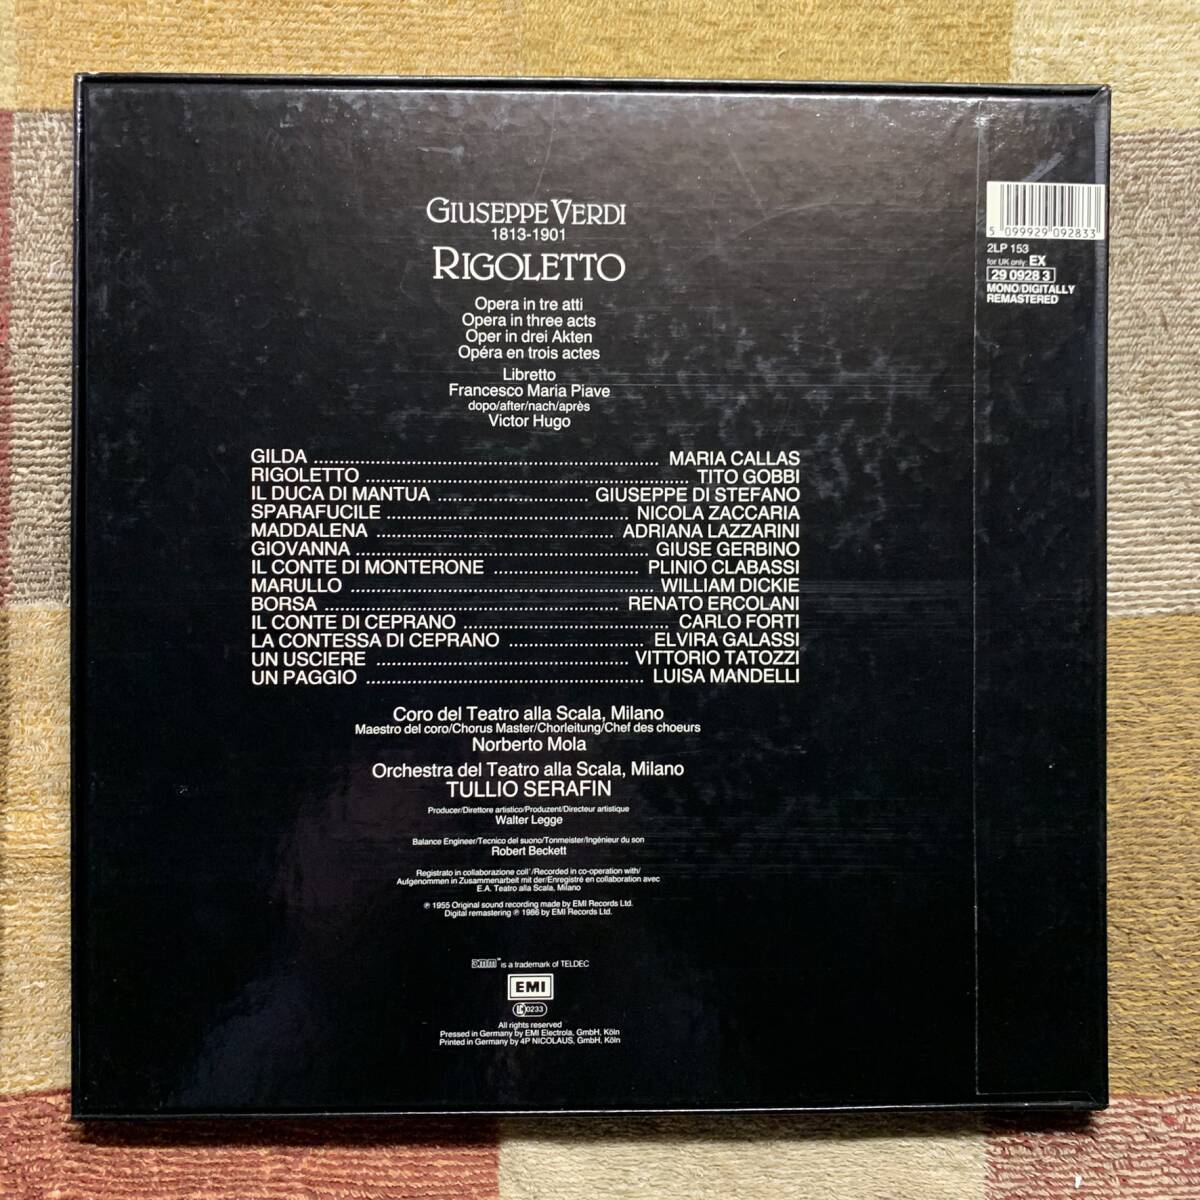 GIUSEPPE VERDI
1813-1901
RIGOLETTO
Opera in tre atti
Opera in three acts
Oper in drei Akten
Opéra en trois actes
Libretto
Francesco Maria Piave
dopo/after/nach/après
Victor Hugo
GILDA ........ MARIA CALLAS
RIGOLETTO ........ TITO GOBBI
IL DUCA DI MANTUA ........ GIUSEPPE DI STEFANO
SPARAFUCILE ........ NICOLA ZACCARIA
MADDALENA ........ ADRIANA LAZZARINI
GIOVANNA ........ GIUSE GERBINO
IL CONTE DI MONTERONE ........ PLINIO CLABASSI
MARULLO ........ WILLIAM DICKIE
BORSA ........ RENATO ERCOLANI
IL CONTE DI CEPRANO ........ CARLO FORTI
LA CONTESSA DI CEPRANO ........ ELVIRA GALASSI
UN USCIERE ........ VITTORIO TATOZZI
UN PAGGIO ........ LUISA MANDELLI
Coro del Teatro alla Scala, Milano
Maestro del coro/Chorus Master/Chorleitung/Chef des choeurs
Norberto Mola
Orchestra del Teatro alla Scala, Milano
TULLIO SERAFIN
Producer/Direttore artistico/Produzent/Directeur artistique
Walter Legge
Balance Engineer/Tecnico del suono/Tonmeister/Ingénieur du son
Robert Beckett
Registrato in collaborazione coll'/Recorded in co-operation with/
Aufgenommen in Zusammenarbeit mit der/Enregistré en collaboration avec
E.A. Teatro alla Scala, Milano
℗ 1955 Original sound recording made by EMI Records Ltd.
Digital remastering ℗ 1986 by EMI Records Ltd.
DMM™ is a trademark of TELDEC
EMI
LC 0233
All rights reserved
Pressed in Germany by EMI Electrola, GmbH, Köln
Printed in Germany by 4P NICOLAUS, GmbH, Köln
5 099929 092833
2LP 153
for UK only: EX
29 0928 3
MONO/DIGITALLY
REMASTERED